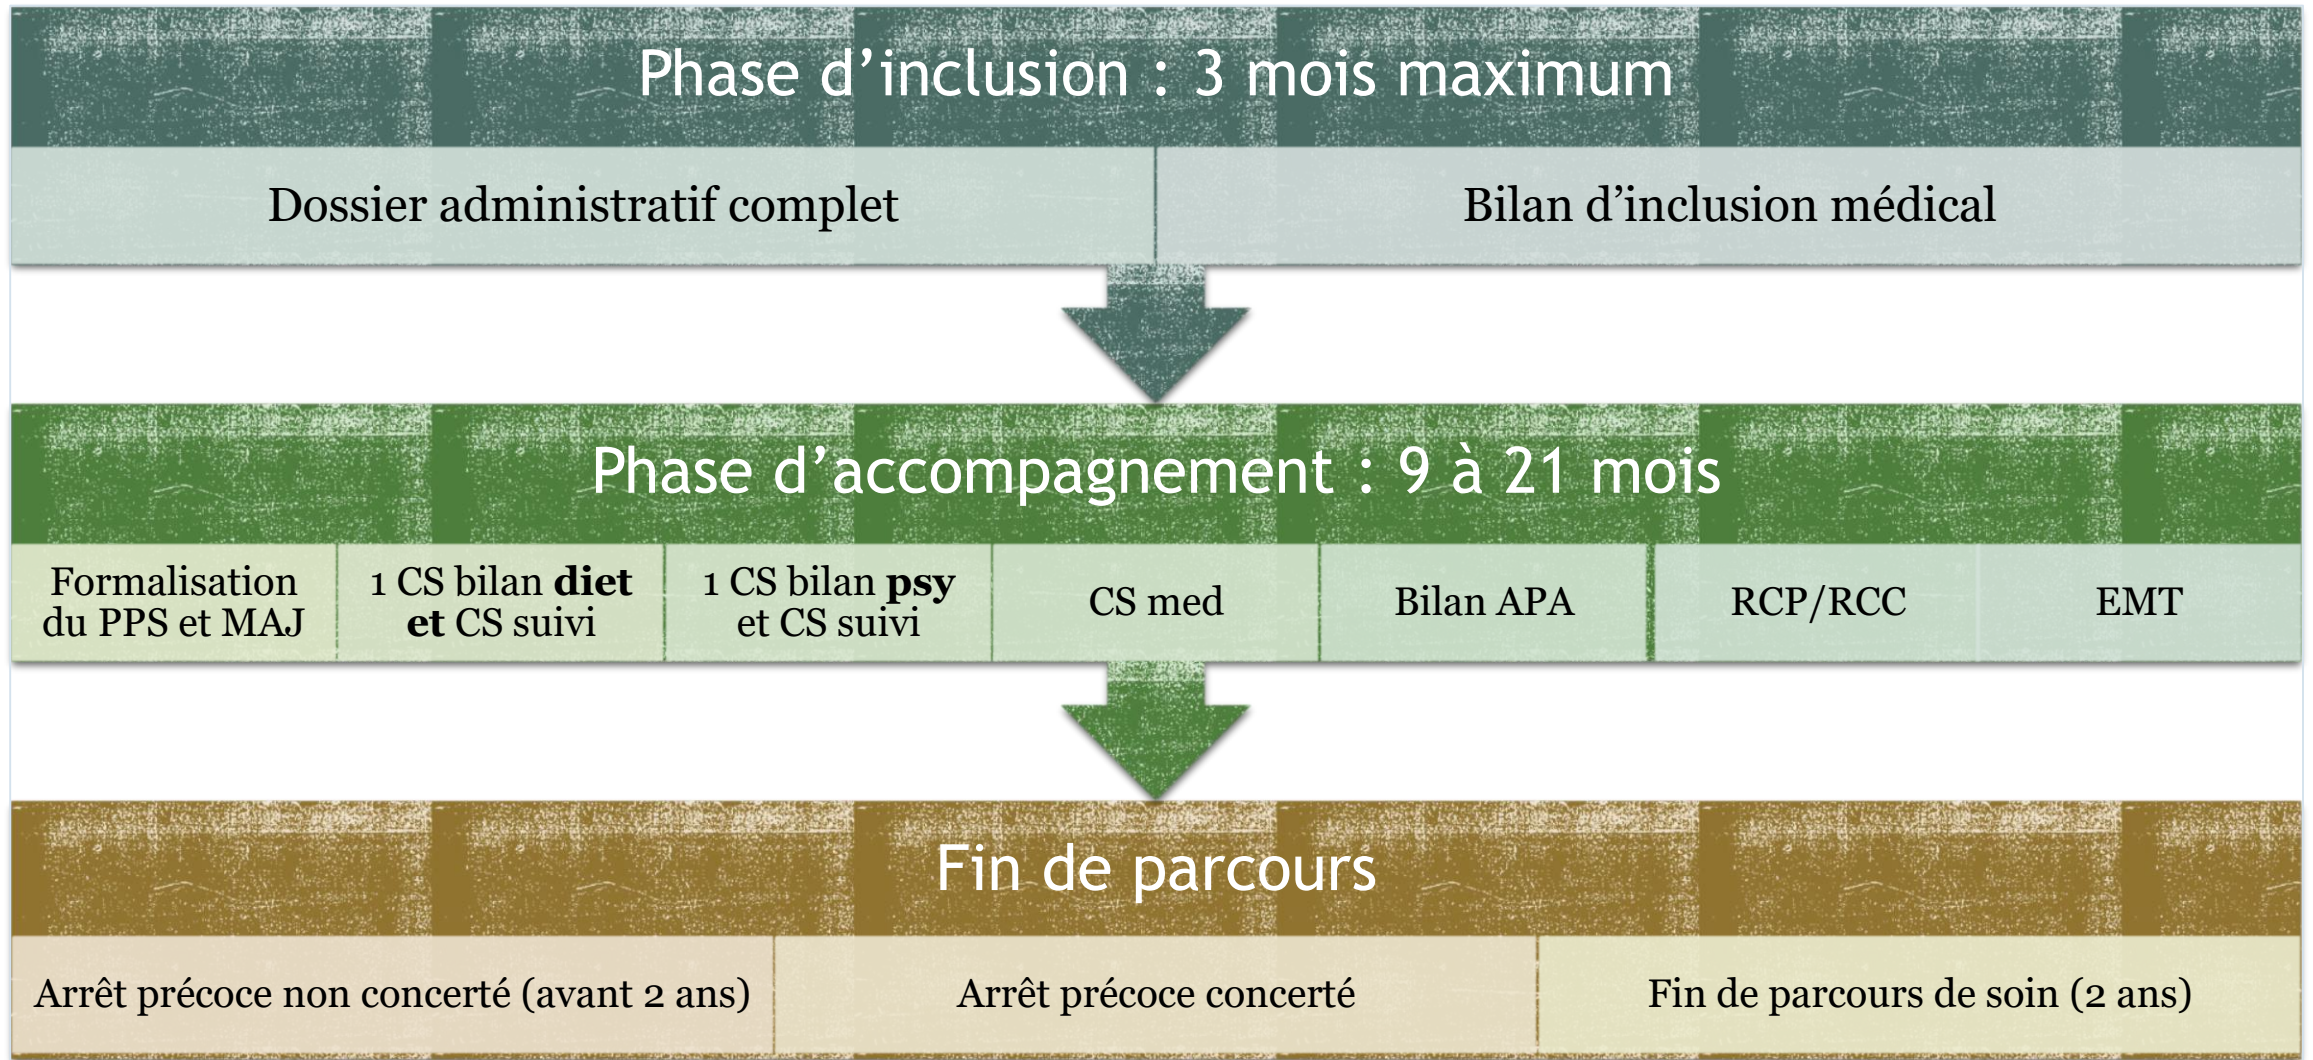 Phase d’inclusion : 3 mois maximum
Dossier administratif complet
Bilan d’inclusion médical
Phase d’accompagnement : 9 à 21 mois
Formalisation
du PPS et MAJ
1 CS bilan diet
et CS suivi
1 CS bilan psy
et CS suivi
CS med
Bilan APA
RCP/RCC
EMT
Fin de parcours
Arrêt précoce non concerté (avant 2 ans)
Arrêt précoce concerté
Fin de parcours de soin (2 ans)